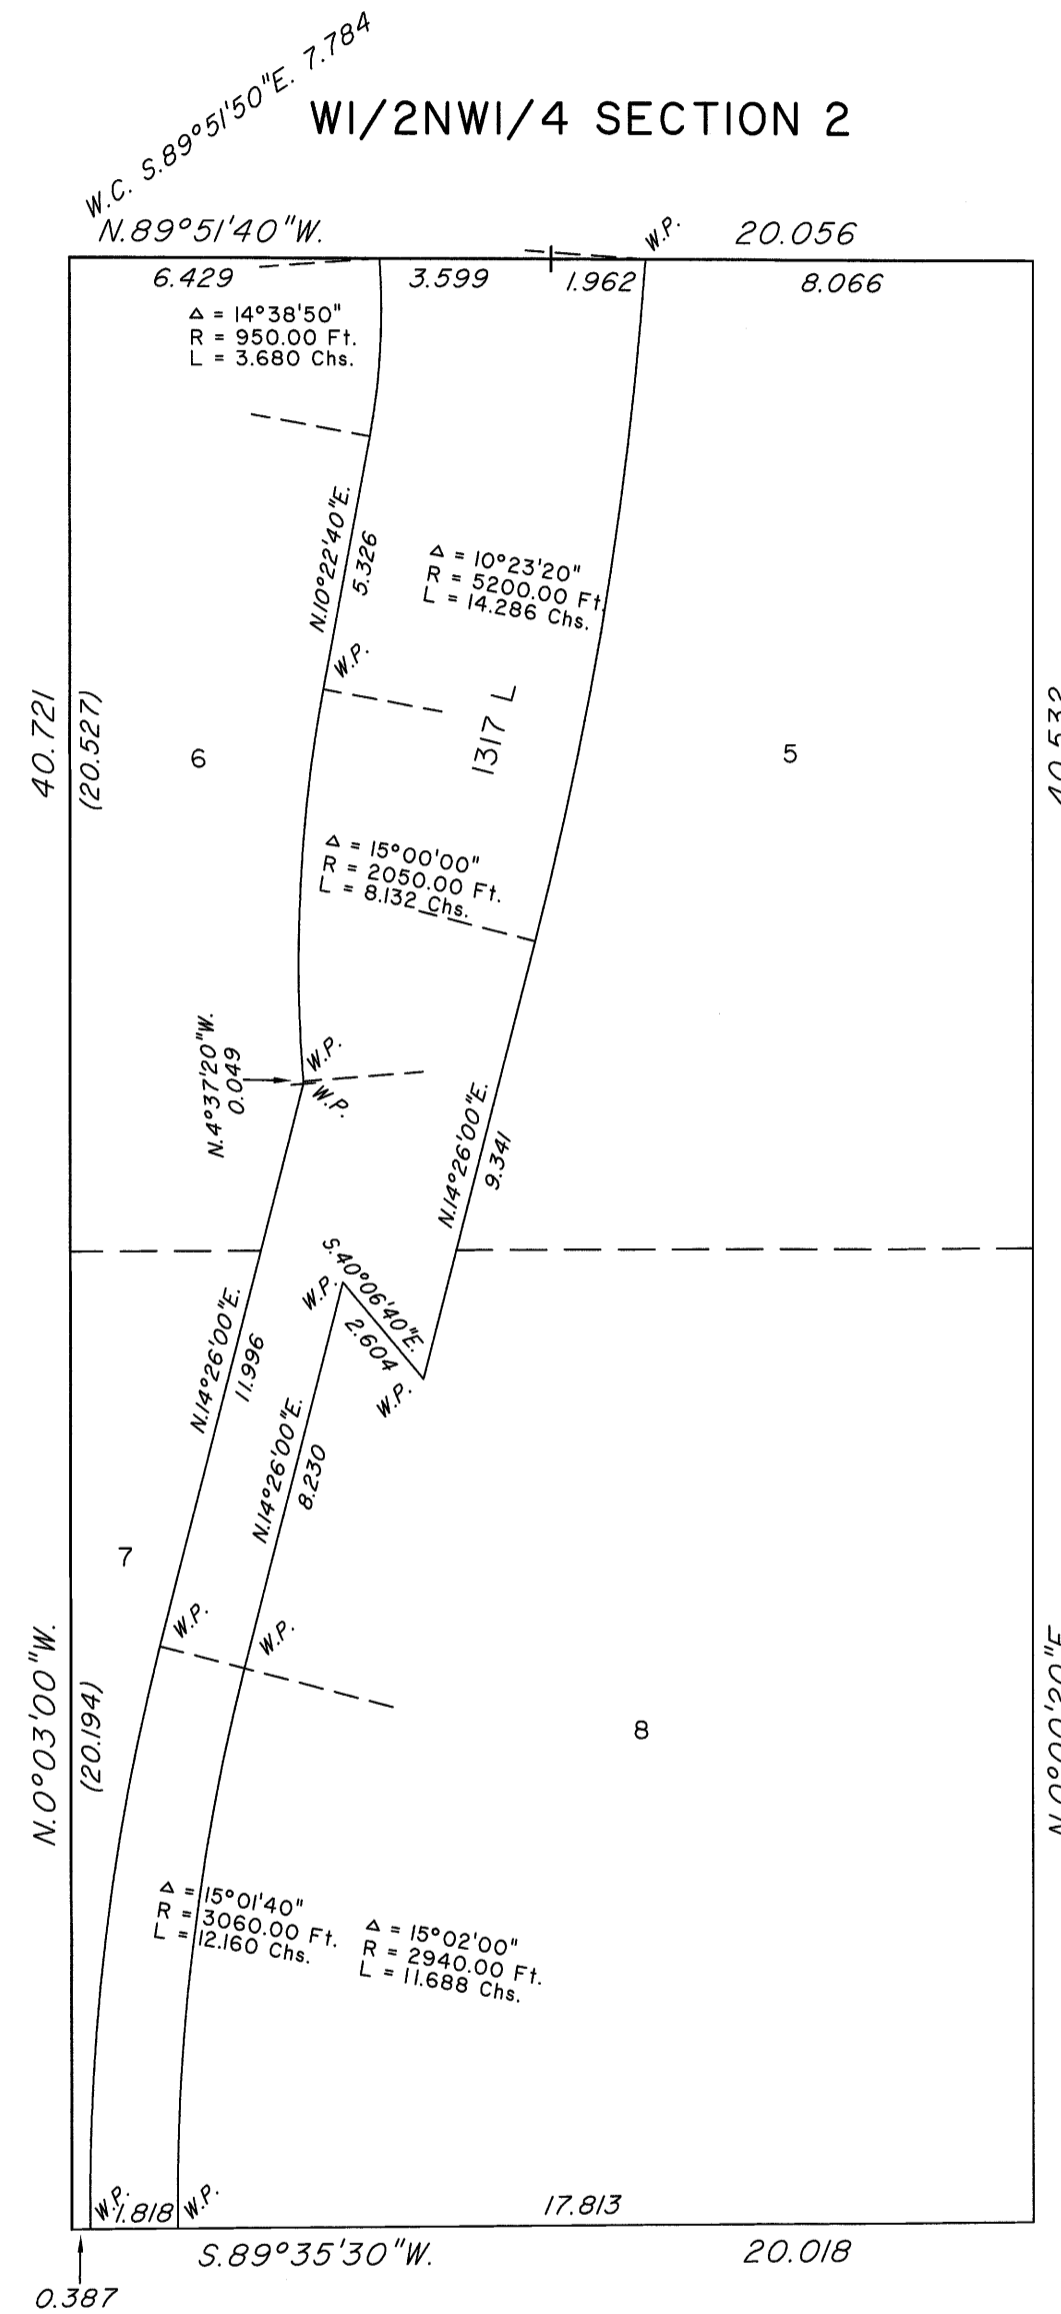 W.C. S.89°51'50"E. 7.784
W1/2NW1/4 SECTION 2
N.89°51'40"W.
W.P.
20.056
6.429
3.599
1.962
8.066
Δ = 14°38'50"
R = 950.00 Ft.
L = 3.680 Chs.
N.10°22'40"E.
5.326
Δ = 10°23'20"
R = 5200.00 Ft.
L = 14.286 Chs.
W.P.
1317 L
40.721
(20.527)
6
5
40.532
Δ = 15°00'00"
R = 2050.00 Ft.
L = 8.132 Chs.
N.4°37'20"W.
0.049
W.P.
W.P.
N.14°26'00"E.
9.341
S.40°06'40"E.
2.604
W.P.
W.P.
N.14°26'00"E.
11.996
N.14°26'00"E.
8.230
7
W.P.
W.P.
N.0°03'00"W.
(20.194)
8
N.0°00'20"E.
Δ = 15°01'40"
R = 3060.00 Ft.
L = 12.160 Chs.
Δ = 15°02'00"
R = 2940.00 Ft.
L = 11.688 Chs.
W.P.
1.818
W.P.
17.813
S.89°35'30"W.
20.018
0.387